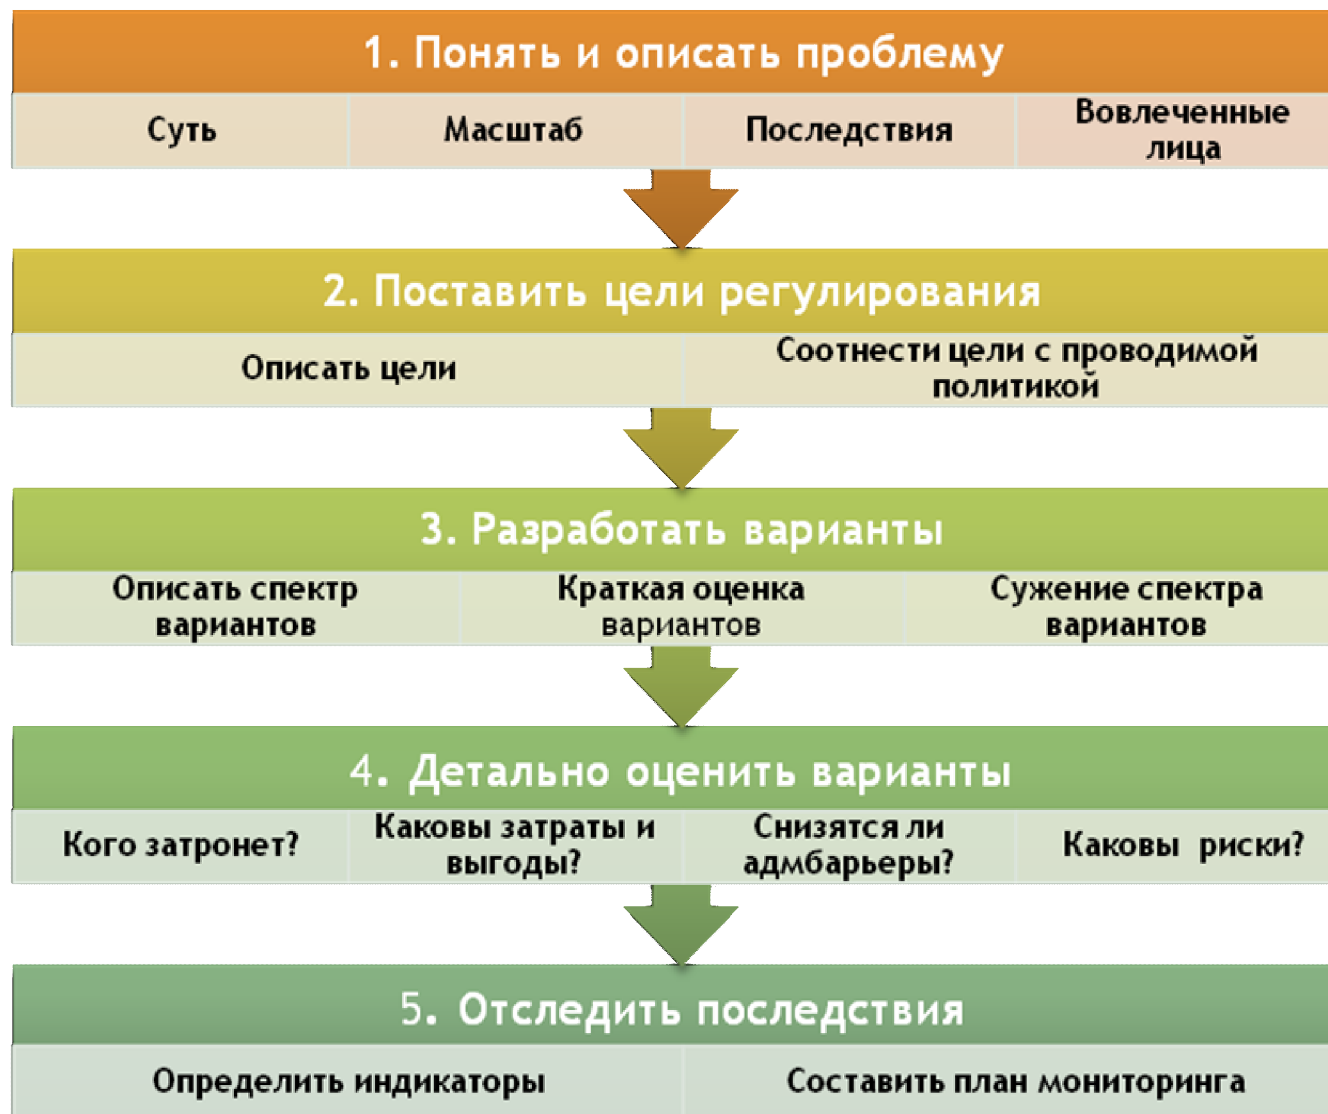 1. Понять и описать проблему
Суть
Масштаб
Последствия
Вовлеченные
лица
2. Поставить цели регулирования
Описать цели
Соотнести цели с проводимой
политикой
3. Разработать варианты
Описать спектр
вариантов
Краткая оценка
вариантов
Сужение спектра
вариантов
4. Детально оценить варианты
Кого затронет?
Каковы затраты и
выгоды?
Снизятся ли
адмбарьеры?
Каковы риски?
5. Отследить последствия
Определить индикаторы
Составить план мониторинга